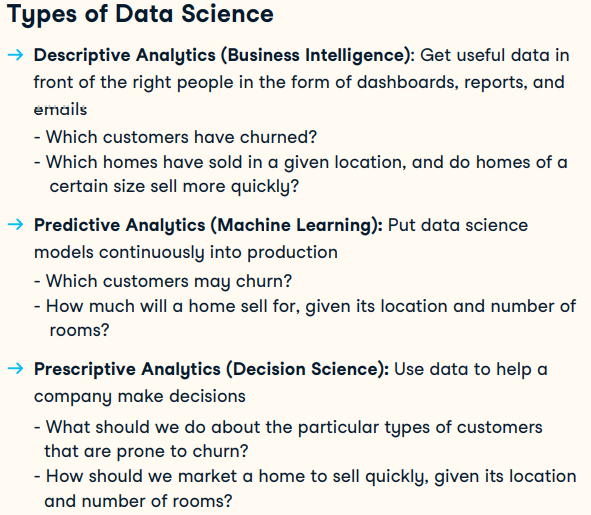 Types of Data Science
→ Descriptive Analytics (Business Intelligence): Get useful data in
front of the right people in the form of dashboards, reports, and
emails
- Which customers have churned?
- Which homes have sold in a given location, and do homes of a
certain size sell more quickly?
→ Predictive Analytics (Machine Learning): Put data science
models continuously into production
- Which customers may churn?
- How much will a home sell for, given its location and number of
rooms?
→ Prescriptive Analytics (Decision Science): Use data to help a
company make decisions
- What should we do about the particular types of customers
that are prone to churn?
- How should we market a home to sell quickly, given its location
and number of rooms?